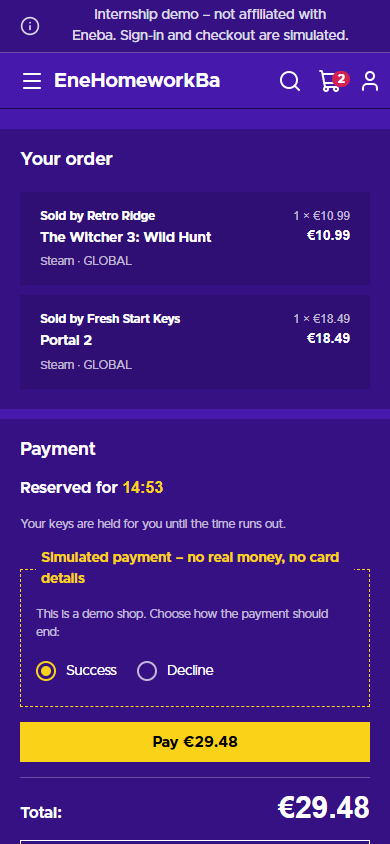 Internship demo – not affiliated with
Eneba. Sign-in and checkout are simulated.
EneHomeworkBa
2
Your order
Sold by Retro Ridge
1 × €10.99
The Witcher 3: Wild Hunt
€10.99
Steam · GLOBAL
Sold by Fresh Start Keys
1 × €18.49
Portal 2
€18.49
Steam · GLOBAL
Payment
Reserved for 14:53
Your keys are held for you until the time runs out.
Simulated payment – no real money, no card
details
This is a demo shop. Choose how the payment should
end:
Success
Decline
Pay €29.48
Total:
€29.48